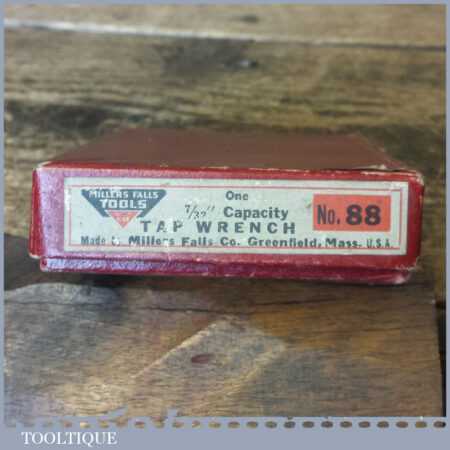 MILLERS FALLS
TOOLS
One
7/32" Capacity
TAP WRENCH
Made by Millers Falls Co. Greenfield, Mass. U.S.A.
No. 88
TOOLTIQUE